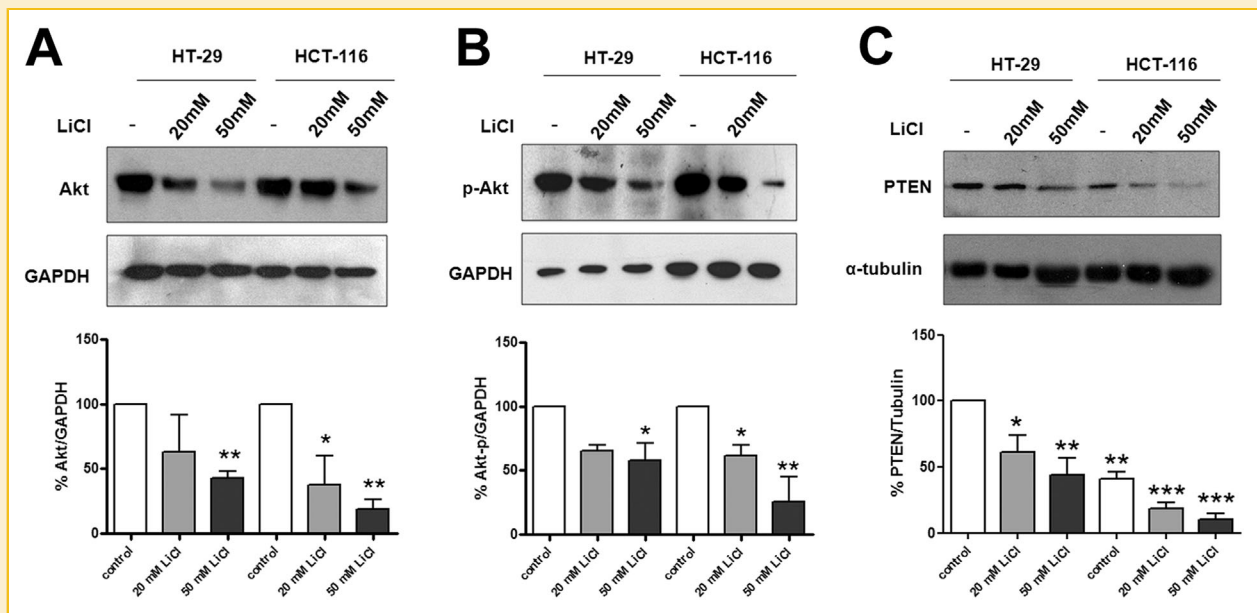 A
HT-29 HCT-116
LiCl - 20mM 50mM - 20mM 50mM
Akt
GAPDH
% Akt/GAPDH
150
100
50
0
** * **
control 20 mM LiCl 50 mM LiCl control 20 mM LiCl 50 mM LiCl
B
HT-29 HCT-116
LiCl - 20mM 50mM - 20mM
p-Akt
GAPDH
% Akt-p/GAPDH
150
100
50
0
* * **
control 20 mM LiCl 50 mM LiCl control 20 mM LiCl 50 mM LiCl
C
HT-29 HCT-116
LiCl - 20mM 50mM - 20mM 50mM
PTEN
α-tubulin
% PTEN/Tubulin
150
100
50
0
* ** ** *** ***
control 20 mM LiCl 50 mM LiCl control 20 mM LiCl 50 mM LiCl